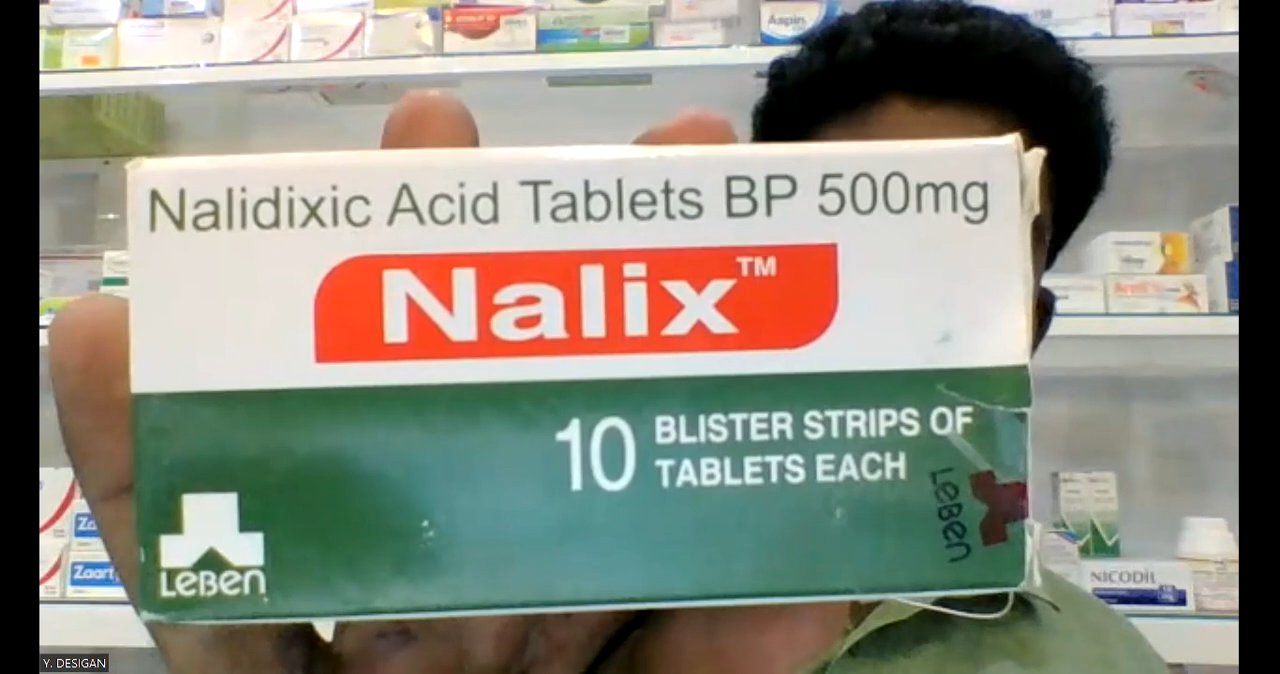 Aspin
Nalidixic Acid Tablets BP 500mg
Nalix™
10 BLISTER STRIPS OF
TABLETS EACH
LEBEN
LEBEN
Zaart
NICODIL
Y. DESIGAN